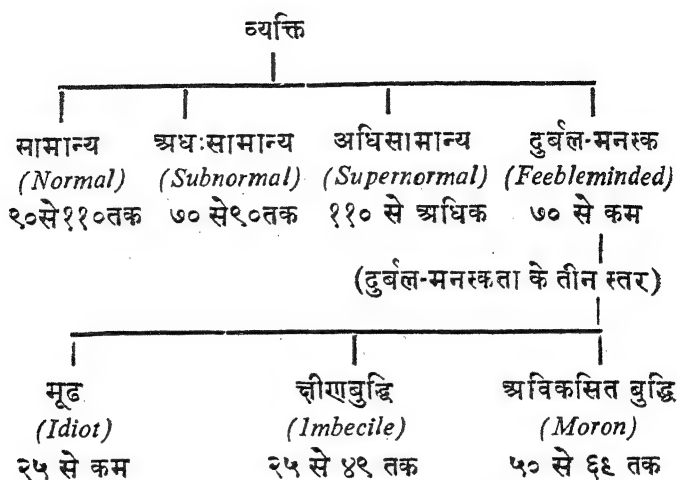 व्यक्ति
सामान्य अधःसामान्य अधिसामान्य दुर्बल-मनस्क
(Normal) (Subnormal) (Supernormal) (Feebleminded)
९०से११०तक ७० से९०तक ११० से अधिक ७० से कम
(दुर्बल-मनस्कता के तीन स्तर)
मूढ क्षीणबुद्धि अविकसित बुद्धि
(Idiot) (Imbecile) (Moron)
२५ से कम २५ से ४९ तक ५० से ६९ तक